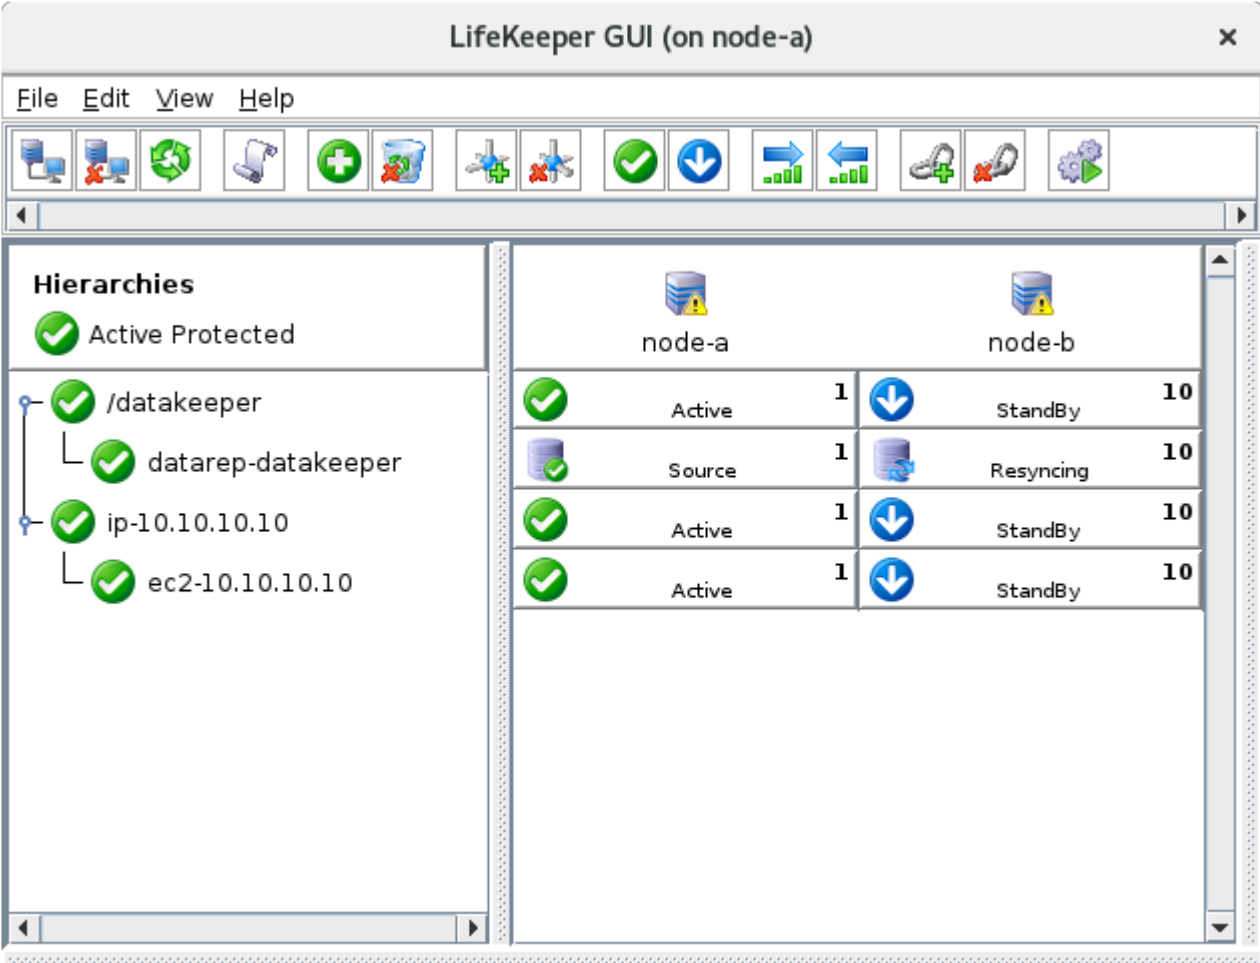 LifeKeeper GUI (on node-a)
File Edit View Help
Hierarchies
Active Protected
node-a node-b
/datakeeper Active 1 StandBy 10
datarep-datakeeper Source 1 Resyncing 10
ip-10.10.10.10 Active 1 StandBy 10
ec2-10.10.10.10 Active 1 StandBy 10